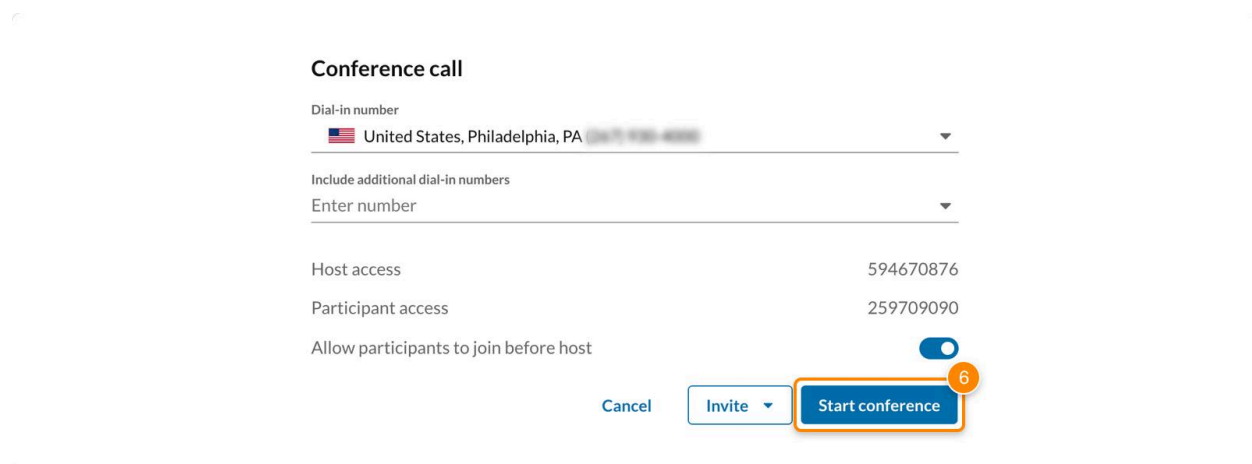 Conference call
Dial-in number
United States, Philadelphia, PA
Include additional dial-in numbers
Enter number
Host access 594670876
Participant access 259709090
Allow participants to join before host
6
Cancel Invite Start conference